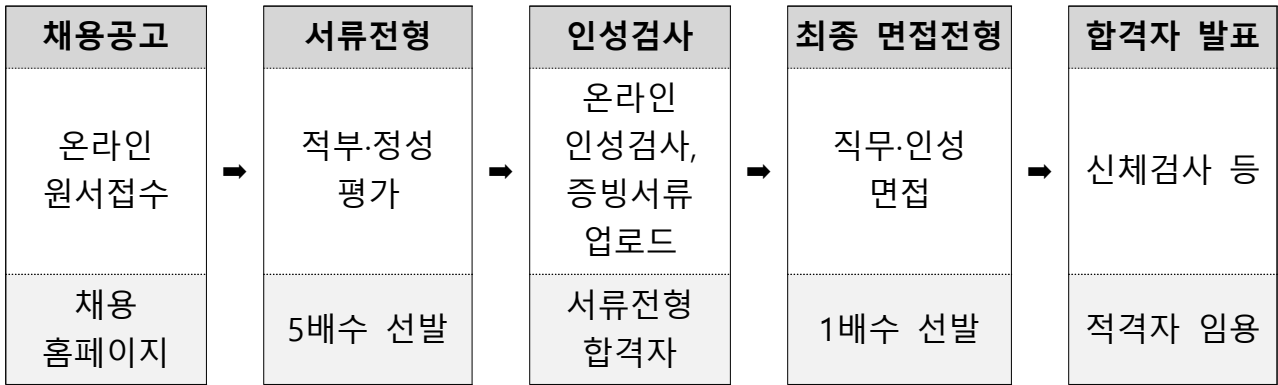 채용공고
온라인
원서접수
채용
홈페이지
➡
서류전형
적부·정성
평가
5배수 선발
➡
인성검사
온라인
인성검사,
증빙서류
업로드
서류전형
합격자
➡
최종 면접전형
직무·인성
면접
1배수 선발
➡
합격자 발표
신체검사 등
적격자 임용